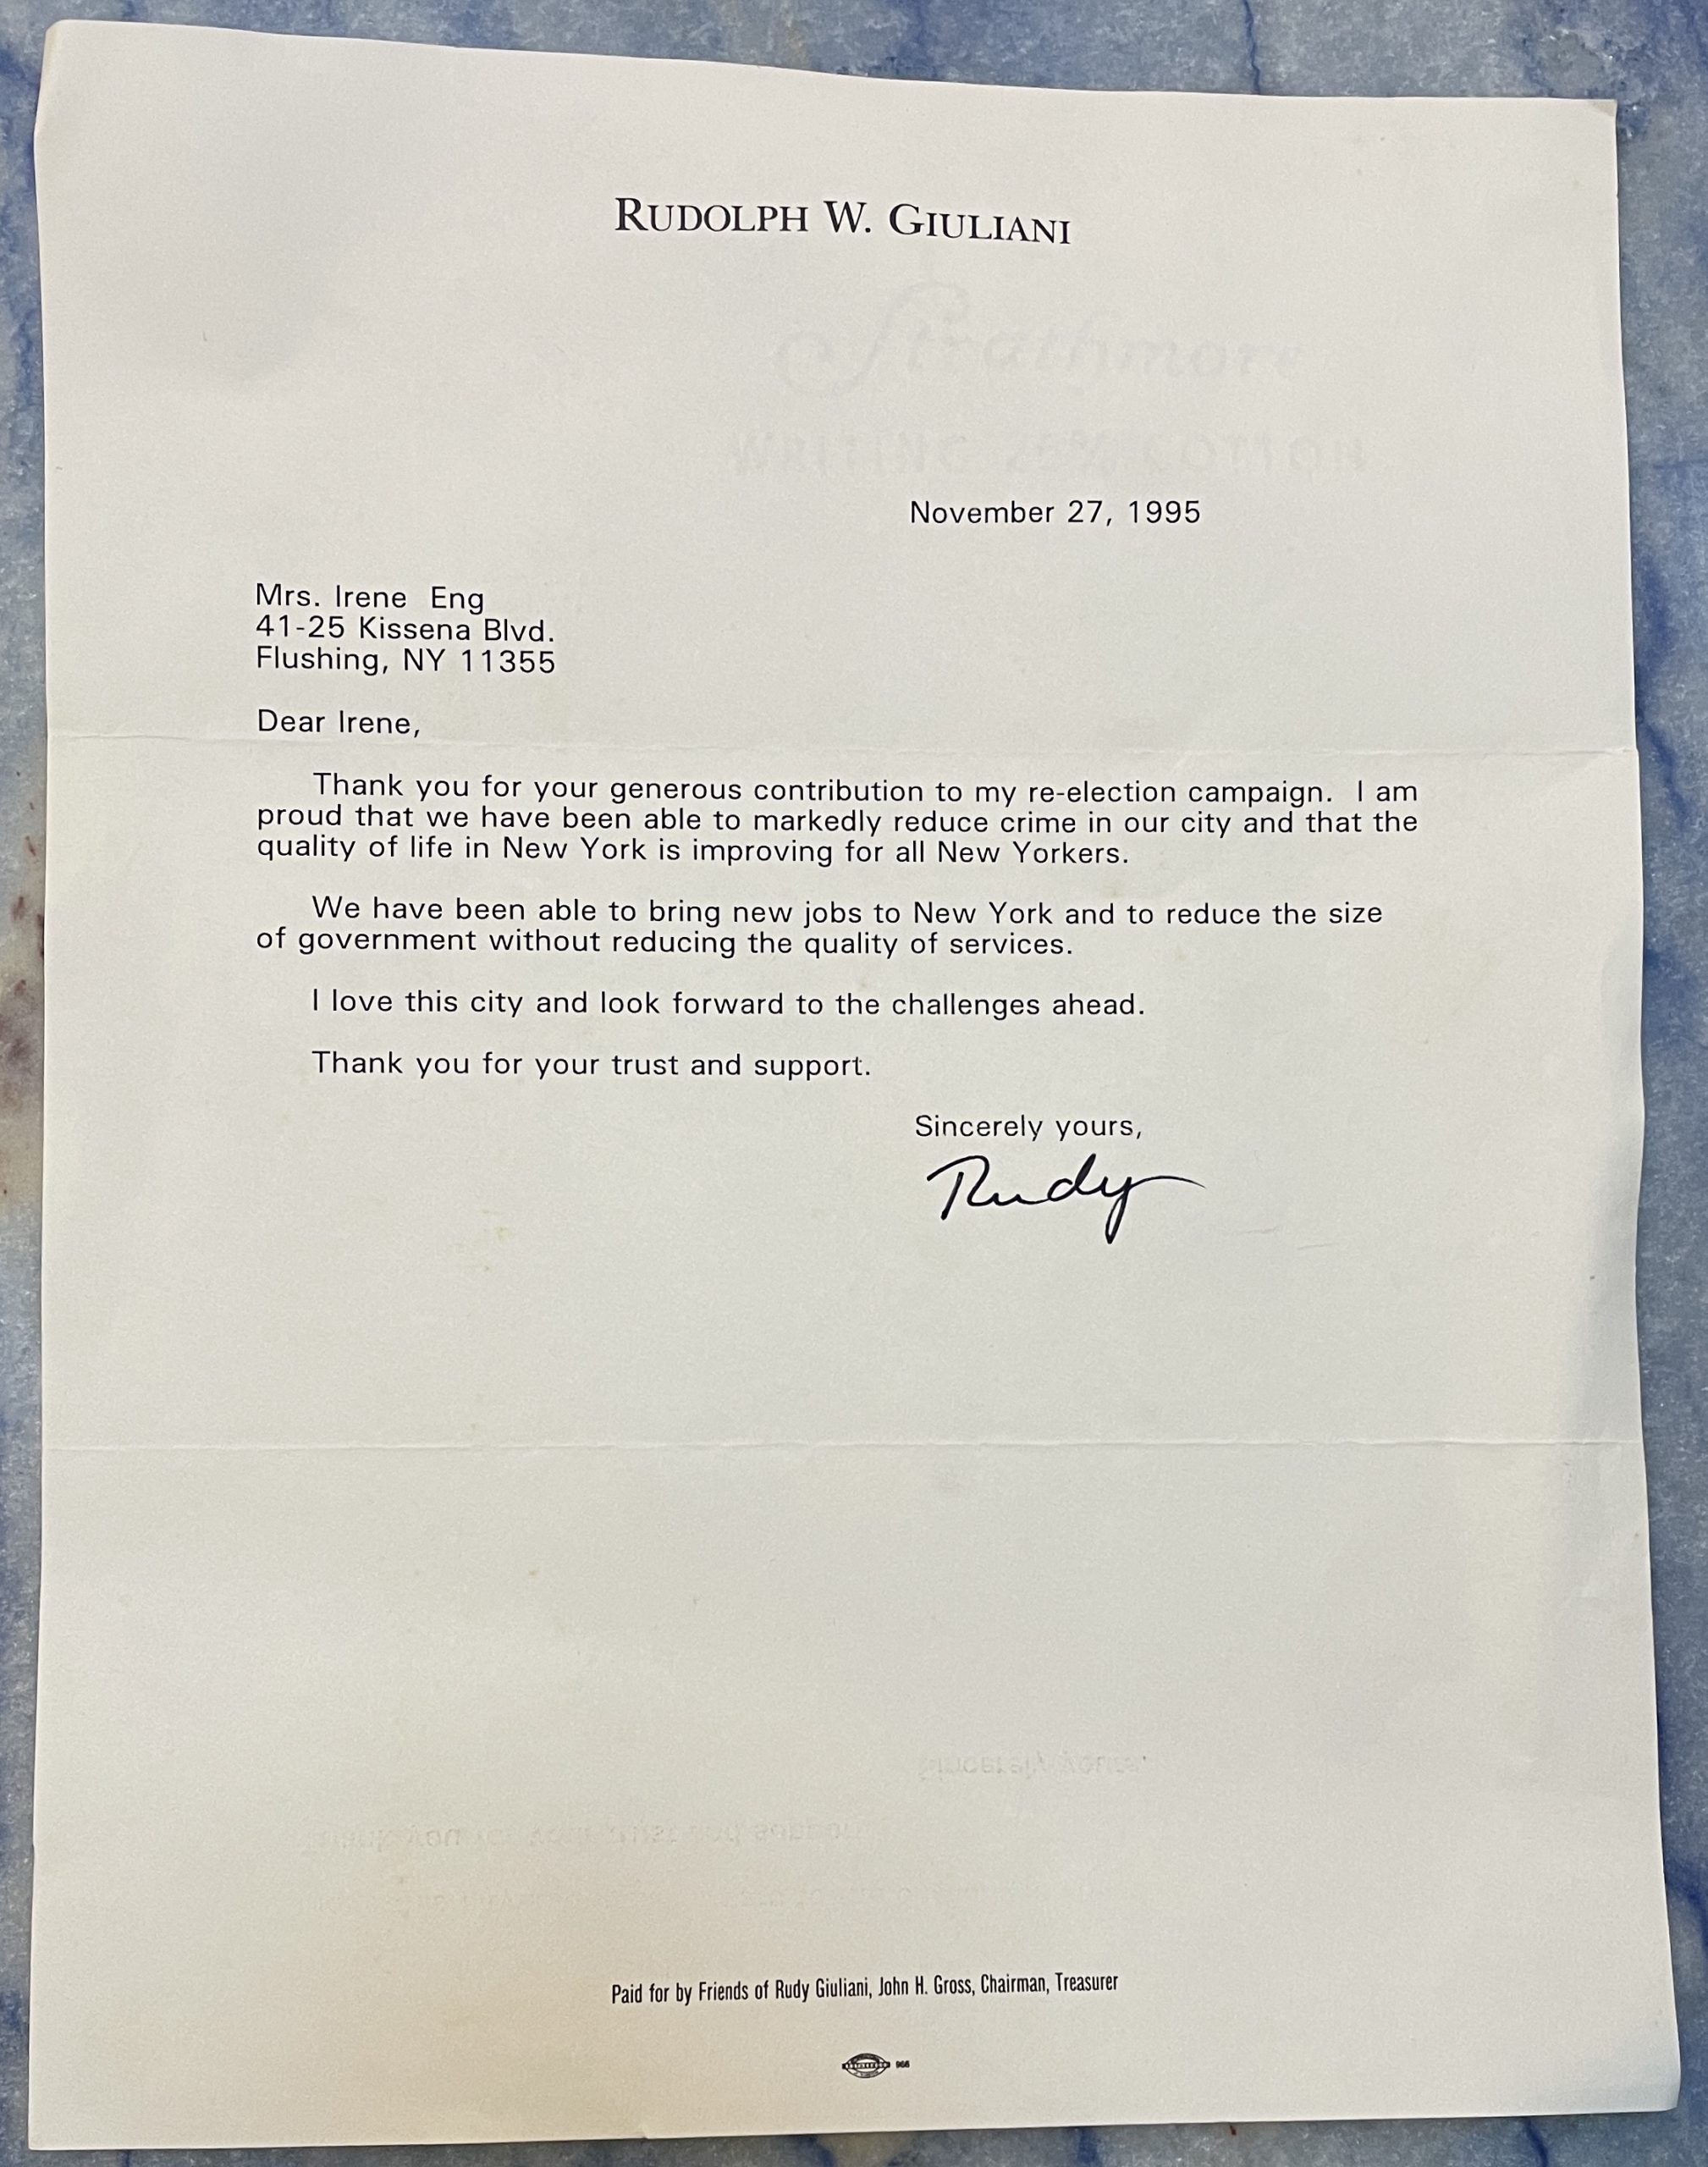 RUDOLPH W. GIULIANI
Strathmore
November 27, 1995
Mrs. Irene Eng
41-25 Kissena Blvd.
Flushing, NY 11355
Dear Irene,
Thank you for your generous contribution to my re-election campaign. I am
proud that we have been able to markedly reduce crime in our city and that the
quality of life in New York is improving for all New Yorkers.
We have been able to bring new jobs to New York and to reduce the size
of government without reducing the quality of services.
I love this city and look forward to the challenges ahead.
Thank you for your trust and support.
Sincerely yours,
Rudy
Paid for by Friends of Rudy Giuliani, John H. Gross, Chairman, Treasurer